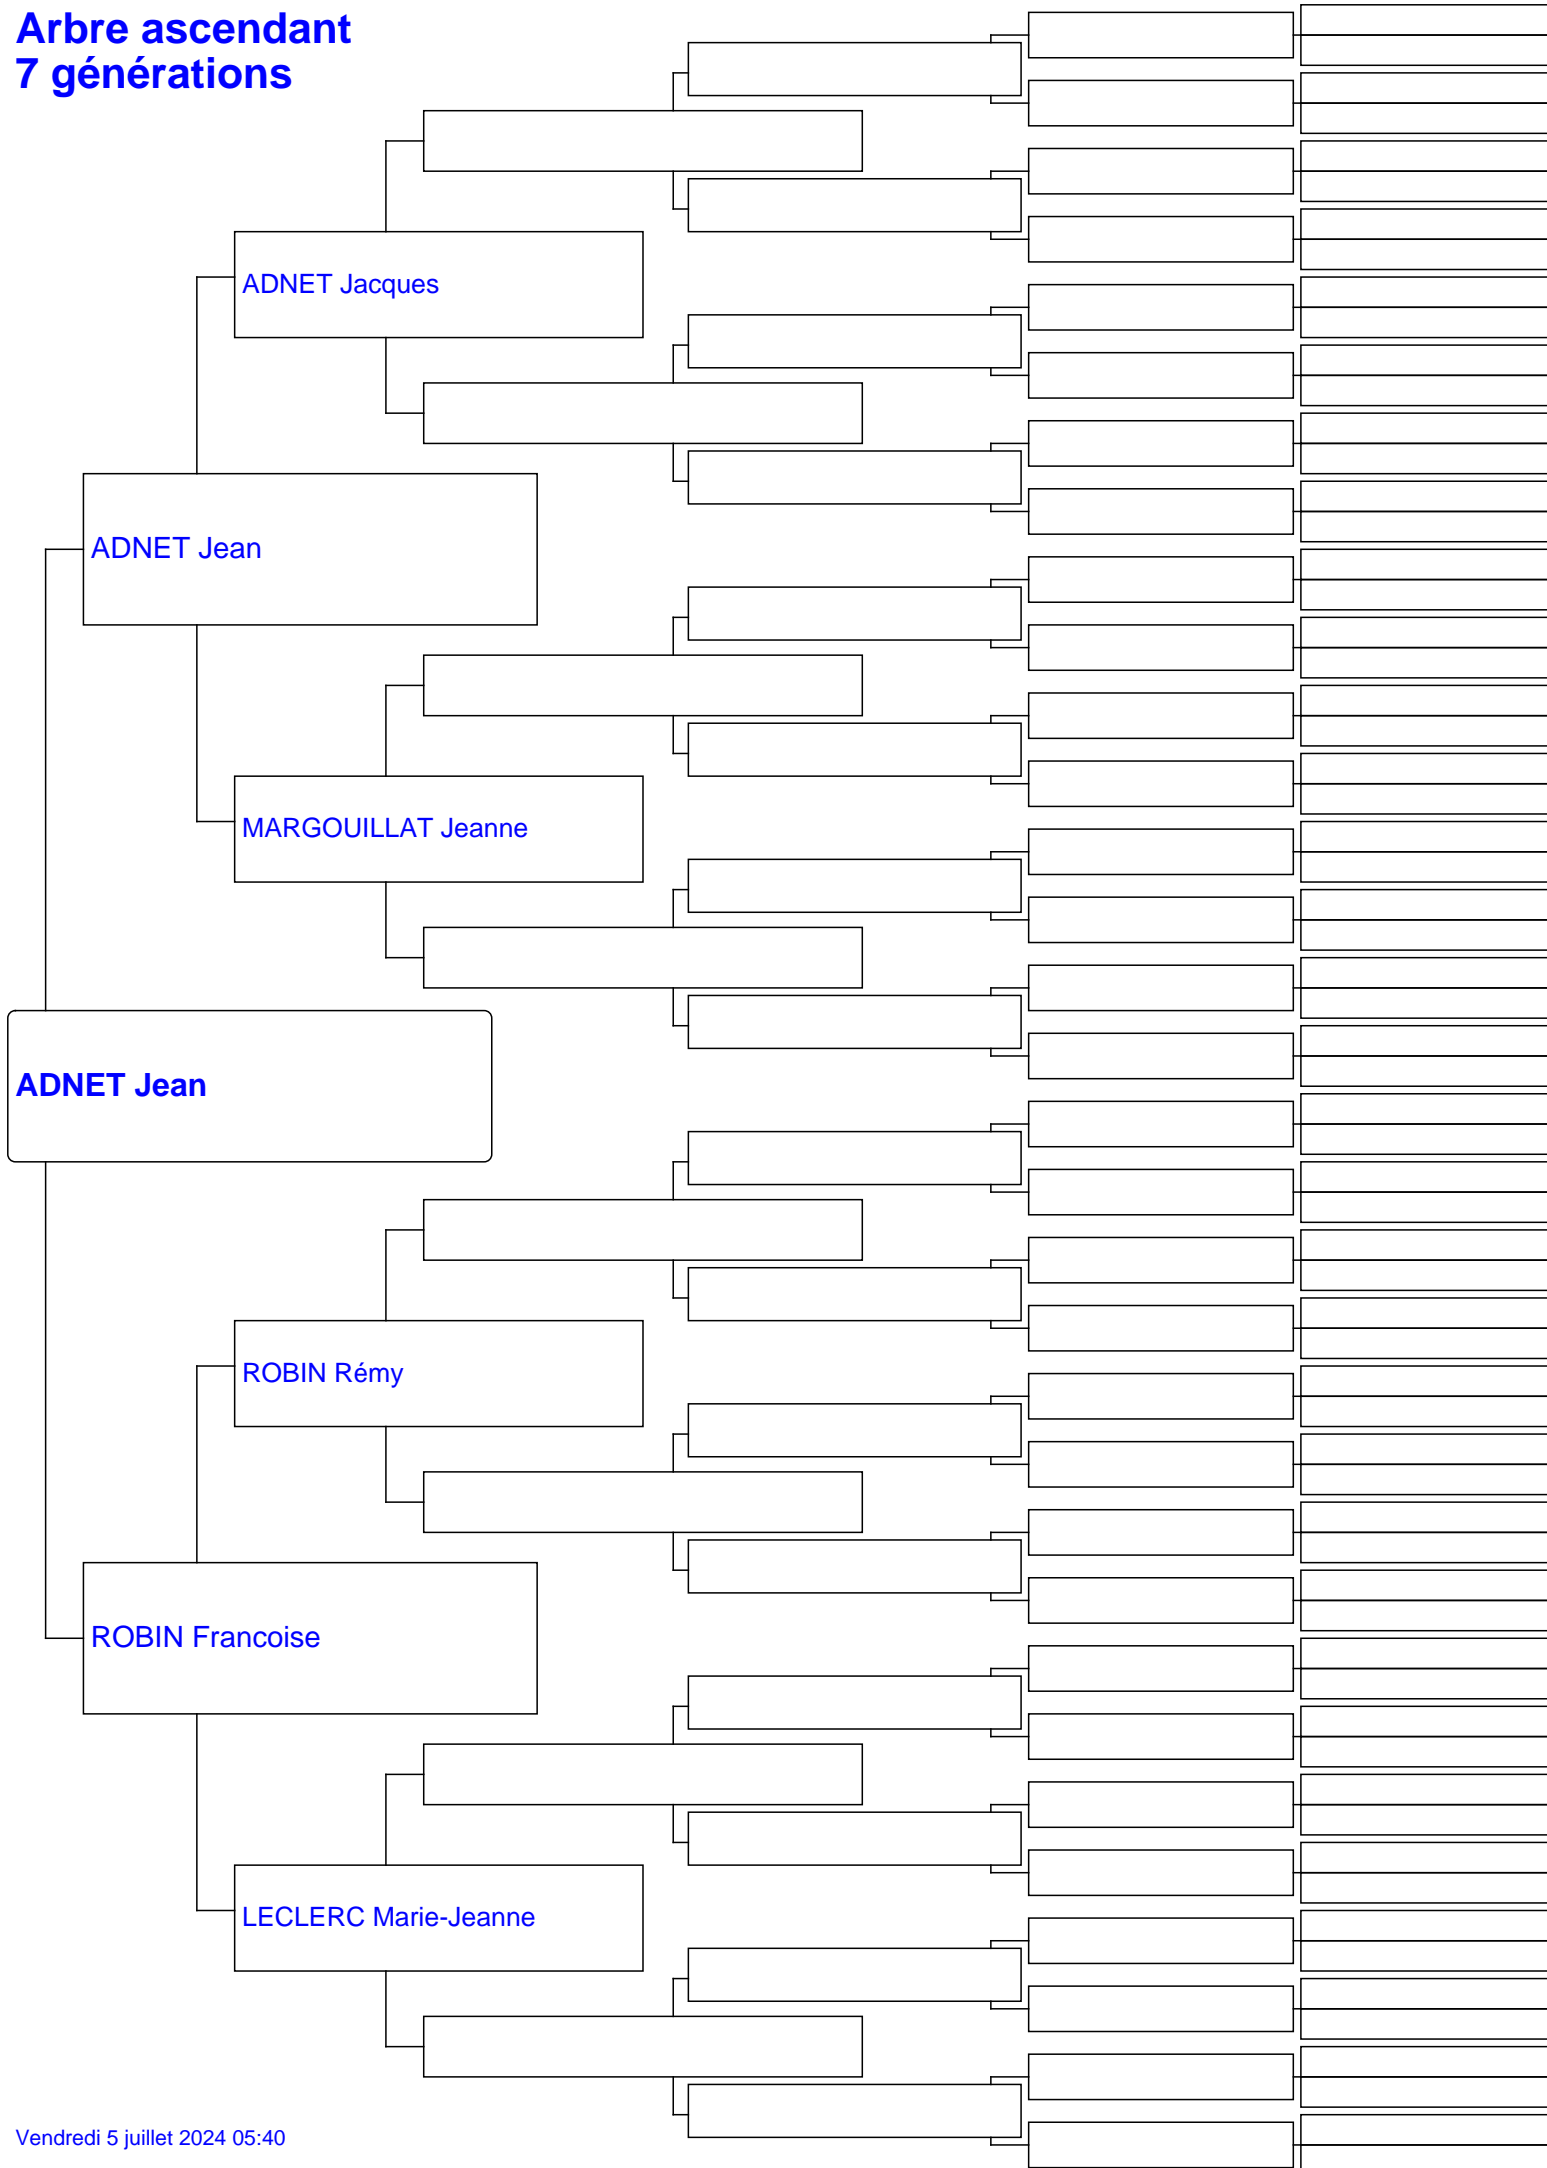 Arbre ascendant
7 générations
ADNET Jacques
ADNET Jean
MARGOUILLAT Jeanne
ADNET Jean
ROBIN Rémy
ROBIN Francoise
LECLERC Marie-Jeanne
Vendredi 5 juillet 2024 05:40